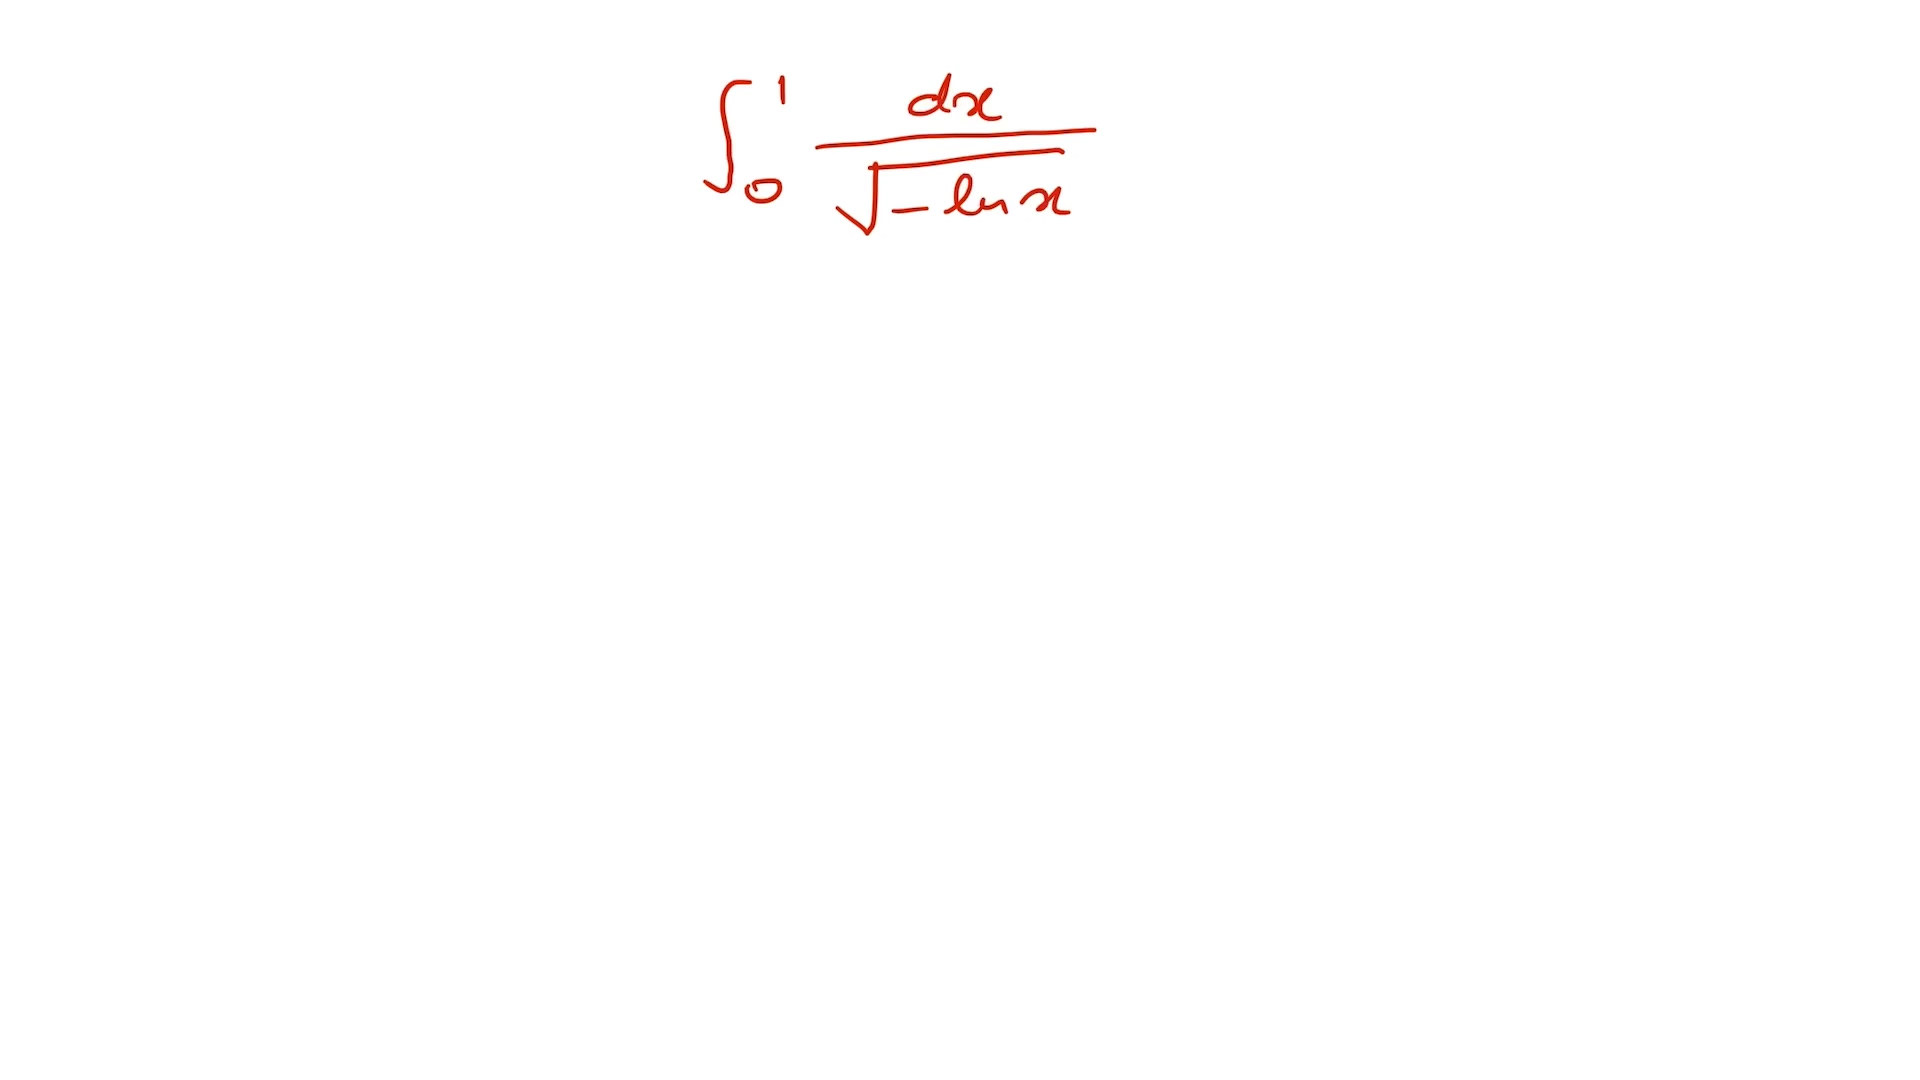 ∫₀¹ dx / √(-ln x)